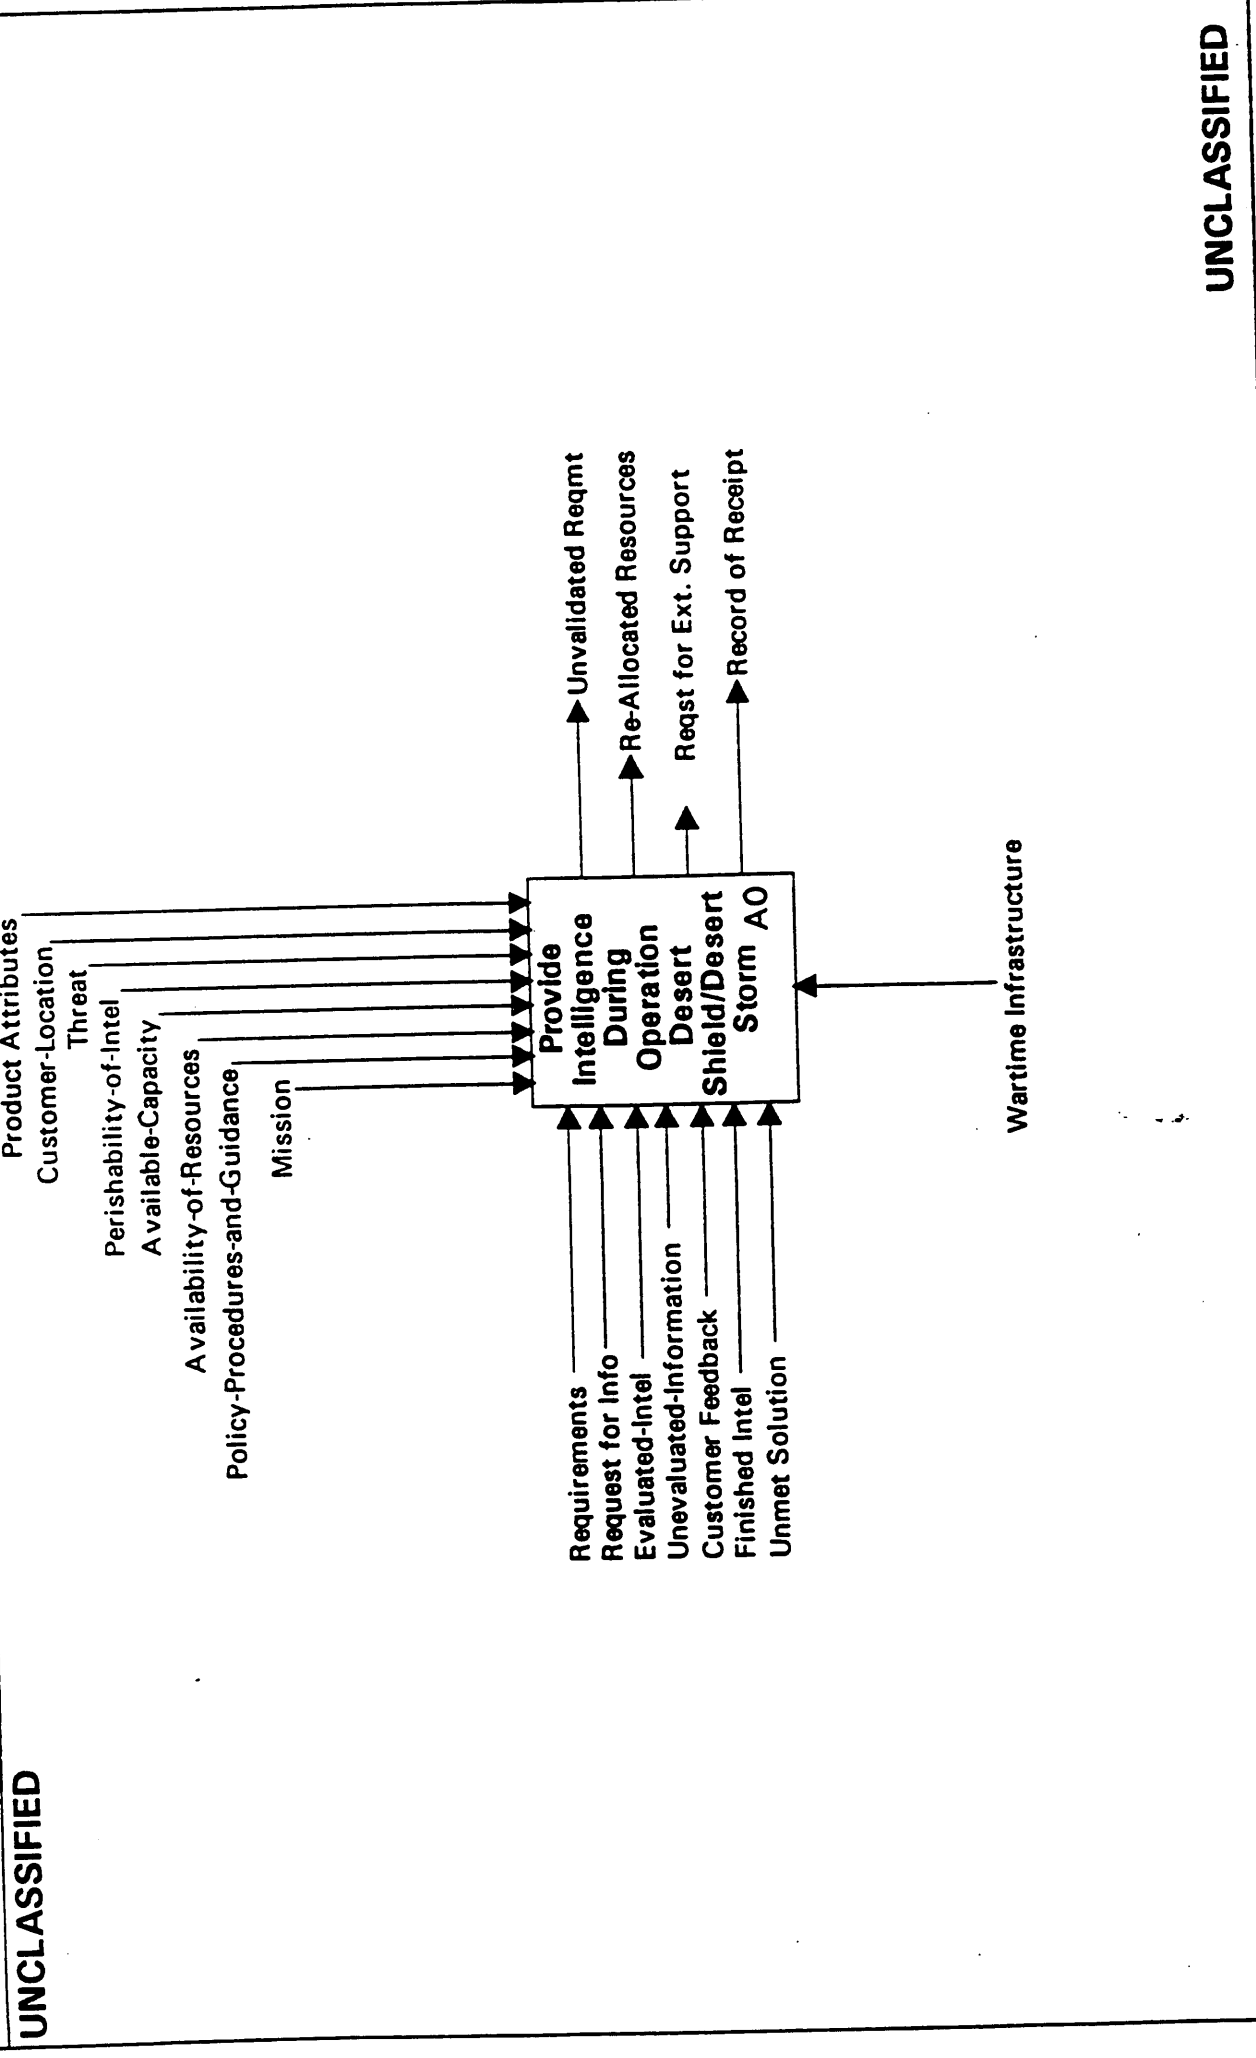 UNCLASSIFIED
Product Attributes
Customer-Location
Threat
Perishability-of-Intel
Available-Capacity
Availability-of-Resources
Policy-Procedures-and-Guidance
Mission
Requirements
Request for Info
Evaluated-Intel
Unevaluated-Information
Customer Feedback
Finished Intel
Unmet Solution
Provide
Intelligence
During
Operation
Desert
Shield/Desert
Storm A0
Unvalidated Reqmt
Re-Allocated Resources
Reqst for Ext. Support
Record of Receipt
Wartime Infrastructure
UNCLASSIFIED